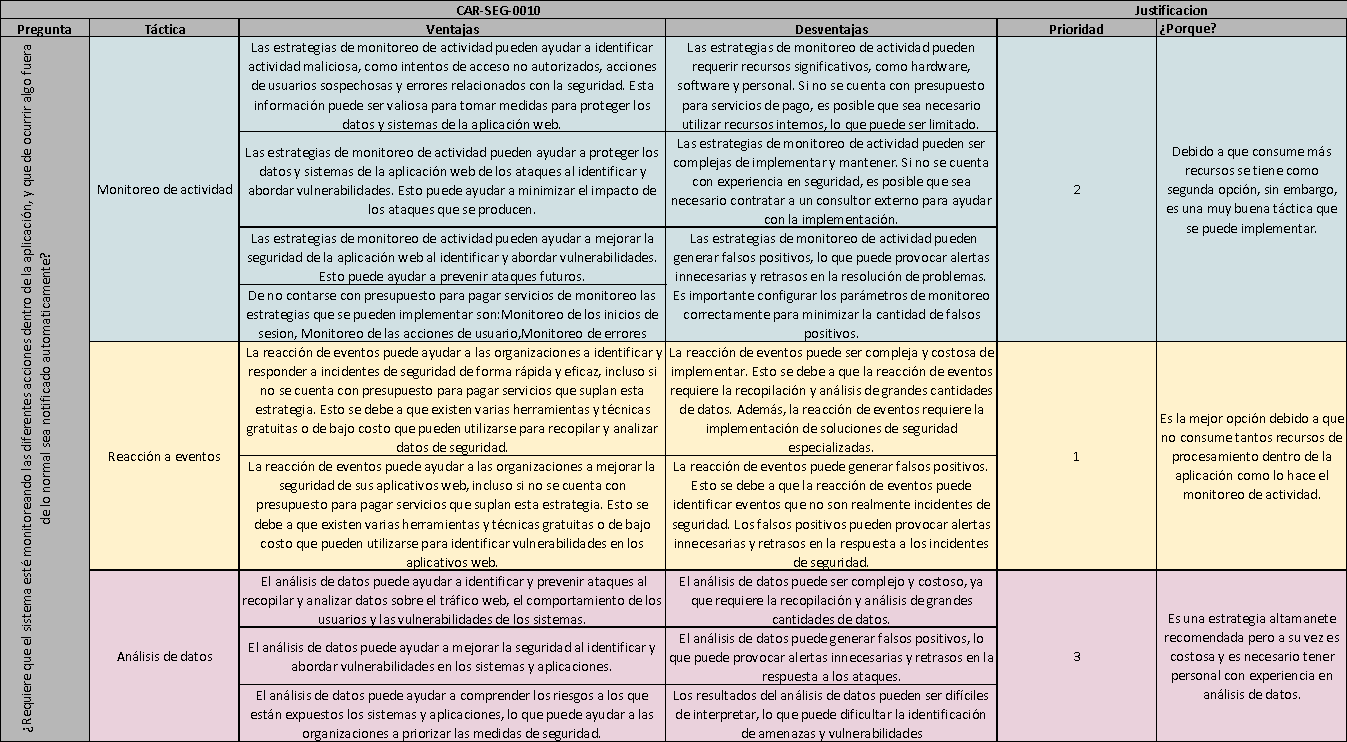 CAR-SEG-0010
Justificacion
Pregunta
Táctica
Ventajas
Desventajas
Prioridad
¿Porque?
¿Requiere que el sistema esté monitoreando las diferentes acciones dentro de la aplicación, y que de ocurrir algo fuera
de lo normal sea notificado automaticamente?
Monitoreo de actividad
Las estrategias de monitoreo de actividad pueden ayudar a identificar
actividad maliciosa, como intentos de acceso no autorizados, acciones
de usuarios sospechosas y errores relacionados con la seguridad. Esta
información puede ser valiosa para tomar medidas para proteger los
datos y sistemas de la aplicación web.
Las estrategias de monitoreo de actividad pueden
requerir recursos significativos, como hardware,
software y personal. Si no se cuenta con presupuesto
para servicios de pago, es posible que sea necesario
utilizar recursos internos, lo que puede ser limitado.
Las estrategias de monitoreo de actividad pueden ayudar a proteger los
datos y sistemas de la aplicación web de los ataques al identificar y
abordar vulnerabilidades. Esto puede ayudar a minimizar el impacto de
los ataques que se producen.
Las estrategias de monitoreo de actividad pueden ser
complejas de implementar y mantener. Si no se cuenta
con experiencia en seguridad, es posible que sea
necesario contratar a un consultor externo para ayudar
con la implementación.
Las estrategias de monitoreo de actividad pueden ayudar a mejorar la
seguridad de la aplicación web al identificar y abordar vulnerabilidades.
Esto puede ayudar a prevenir ataques futuros.
De no contarse con presupuesto para pagar servicios de monitoreo las
estrategias que se pueden implementar son:Monitoreo de los inicios de
sesion, Monitoreo de las acciones de usuario,Monitoreo de errores
Las estrategias de monitoreo de actividad pueden
generar falsos positivos, lo que puede provocar alertas
innecesarias y retrasos en la resolución de problemas.
Es importante configurar los parámetros de monitoreo
correctamente para minimizar la cantidad de falsos
positivos.
2
Debido a que consume más
recursos se tiene como
segunda opción, sin embargo,
es una muy buena táctica que
se puede implementar.
Reacción a eventos
La reacción de eventos puede ayudar a las organizaciones a identificar y
responder a incidentes de seguridad de forma rápida y eficaz, incluso si
no se cuenta con presupuesto para pagar servicios que suplan esta
estrategia. Esto se debe a que existen varias herramientas y técnicas
gratuitas o de bajo costo que pueden utilizarse para recopilar y analizar
datos de seguridad.
La reacción de eventos puede ser compleja y costosa de
implementar. Esto se debe a que la reacción de eventos
requiere la recopilación y análisis de grandes cantidades
de datos. Además, la reacción de eventos requiere la
implementación de soluciones de seguridad
especializadas.
La reacción de eventos puede ayudar a las organizaciones a mejorar la
seguridad de sus aplicativos web, incluso si no se cuenta con
presupuesto para pagar servicios que suplan esta estrategia. Esto se
debe a que existen varias herramientas y técnicas gratuitas o de bajo
costo que pueden utilizarse para identificar vulnerabilidades en los
aplicativos web.
La reacción de eventos puede generar falsos positivos.
Esto se debe a que la reacción de eventos puede
identificar eventos que no son realmente incidentes de
seguridad. Los falsos positivos pueden provocar alertas
innecesarias y retrasos en la respuesta a los incidentes
de seguridad.
1
Es la mejor opción debido a que
no consume tantos recursos de
procesamiento dentro de la
aplicación como lo hace el
monitoreo de actividad.
Análisis de datos
El análisis de datos puede ayudar a identificar y prevenir ataques al
recopilar y analizar datos sobre el tráfico web, el comportamiento de los
usuarios y las vulnerabilidades de los sistemas.
El análisis de datos puede ser complejo y costoso, ya
que requiere la recopilación y análisis de grandes
cantidades de datos.
El análisis de datos puede ayudar a mejorar la seguridad al identificar y
abordar vulnerabilidades en los sistemas y aplicaciones.
El análisis de datos puede generar falsos positivos, lo
que puede provocar alertas innecesarias y retrasos en la
respuesta a los ataques.
El análisis de datos puede ayudar a comprender los riesgos a los que
están expuestos los sistemas y aplicaciones, lo que puede ayudar a las
organizaciones a priorizar las medidas de seguridad.
Los resultados del análisis de datos pueden ser difíciles
de interpretar, lo que puede dificultar la identificación
de amenazas y vulnerabilidades
3
Es una estrategia altamanete
recomendada pero a su vez es
costosa y es necesario tener
personal con experiencia en
análisis de datos.